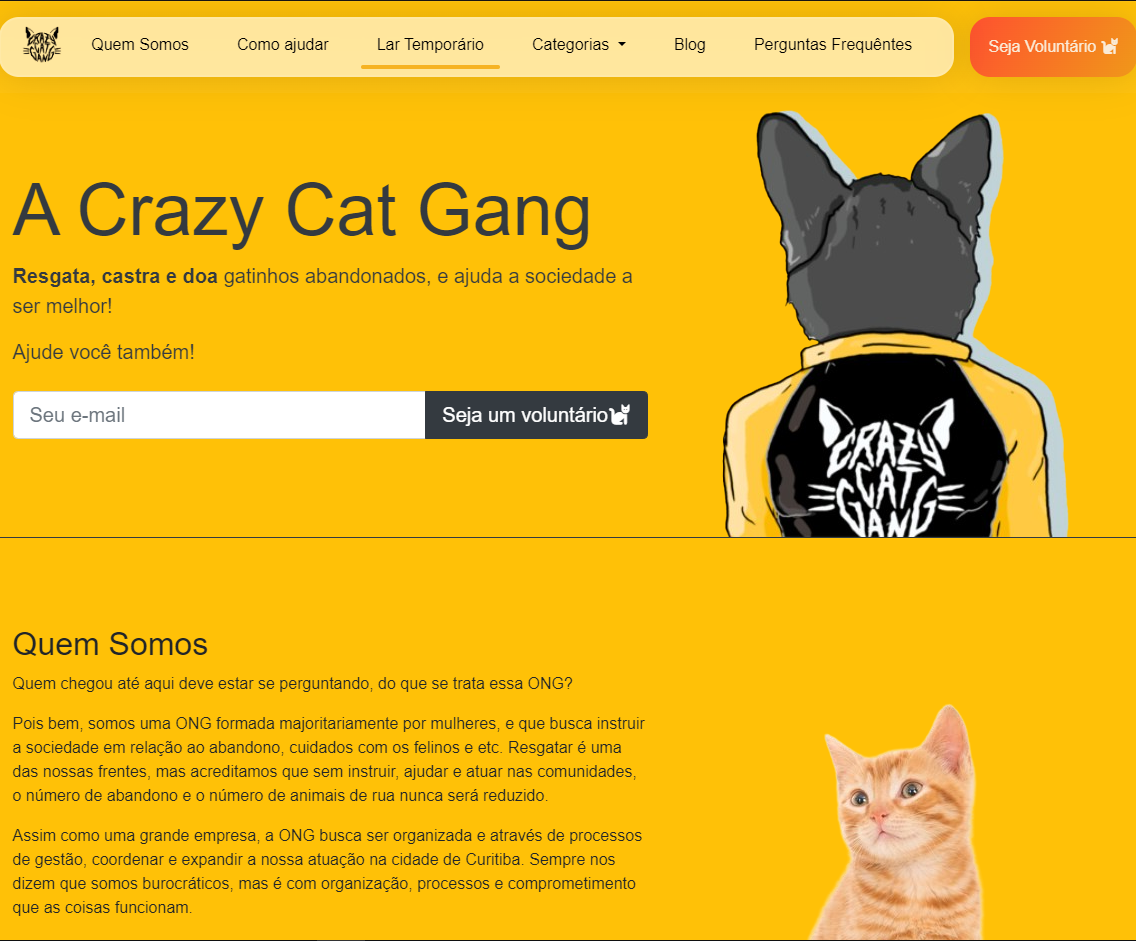 CRAZY
CAT
GANG
Quem Somos
Como ajudar
Lar Temporário
Categorias
Blog
Perguntas Frequêntes
Seja Voluntário
A Crazy Cat Gang
Resgata, castra e doa gatinhos abandonados, e ajuda a sociedade a
ser melhor!
Ajude você também!
Seu e-mail
Seja um voluntário
CRAZY
CAT
GANG
Quem Somos
Quem chegou até aqui deve estar se perguntando, do que se trata essa ONG?
Pois bem, somos uma ONG formada majoritariamente por mulheres, e que busca instruir
a sociedade em relação ao abandono, cuidados com os felinos e etc. Resgatar é uma
das nossas frentes, mas acreditamos que sem instruir, ajudar e atuar nas comunidades,
o número de abandono e o número de animais de rua nunca será reduzido.
Assim como uma grande empresa, a ONG busca ser organizada e através de processos
de gestão, coordenar e expandir a nossa atuação na cidade de Curitiba. Sempre nos
dizem que somos burocráticos, mas é com organização, processos e comprometimento
que as coisas funcionam.